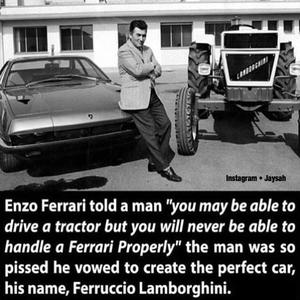 LAMBORGHINI
Instagram • Jaysah
Enzo Ferrari told a man "you may be able to
drive a tractor but you will never be able to
handle a Ferrari Properly" the man was so
pissed he vowed to create the perfect car,
his name, Ferruccio Lamborghini.